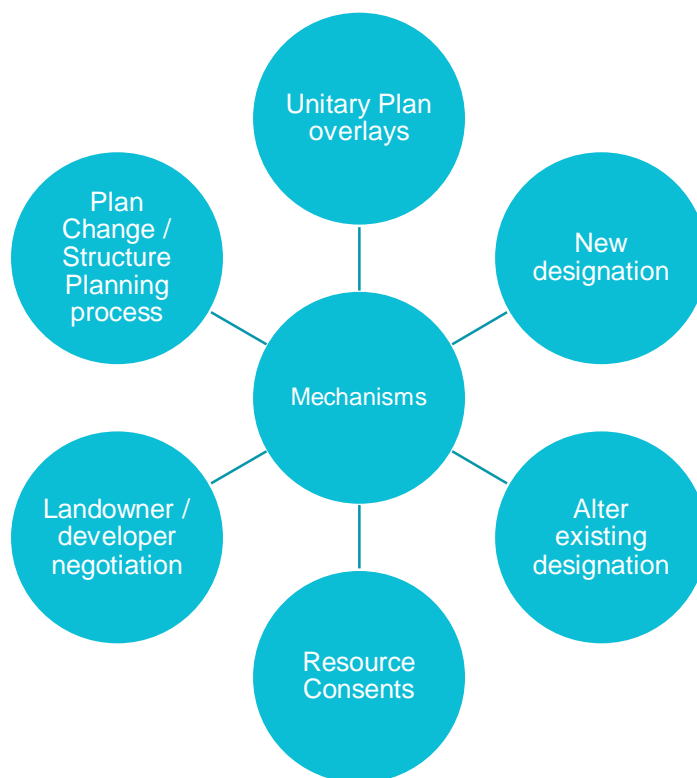 Unitary Plan
overlays
Plan
Change /
Structure
Planning
process
New
designation
Mechanisms
Landowner /
developer
negotiation
Alter
existing
designation
Resource
Consents